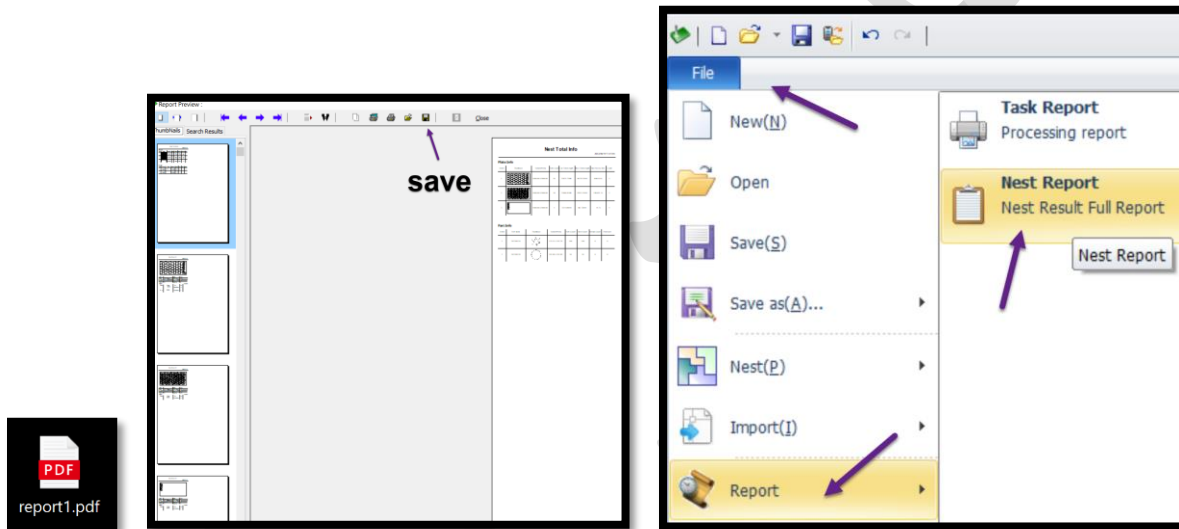 PDF
report1.pdf
Report Preview :
Thumbnails Search Results
Close
save
Nest Total Info
File
New(N)
Open
Save(S)
Save as(A)...
Nest(P)
Import(I)
Report
Task Report
Processing report
Nest Report
Nest Result Full Report
Nest Report